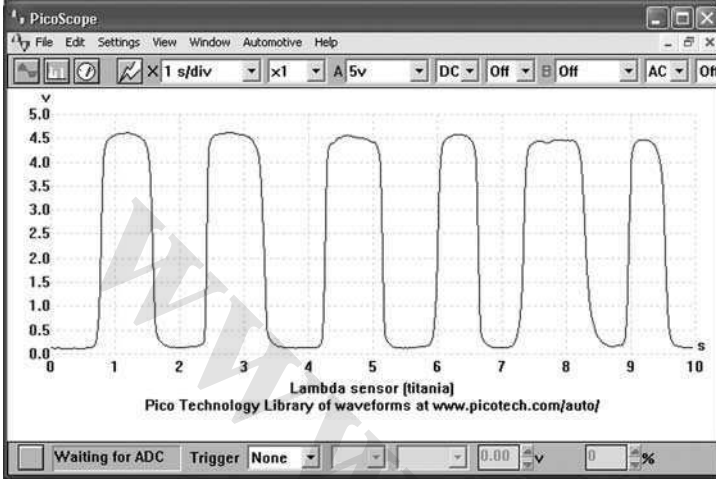 PicoScope
File Edit Settings View Window Automotive Help
1 s/div x1 A 5v DC Off B Off AC Off
v
5.0
4.5
4.0
3.5
3.0
2.5
2.0
1.5
1.0
0.5
0.0
0 1 2 3 4 5 6 7 8 9 10
s
Lambda sensor (titania)
Pico Technology Library of waveforms at www.picotech.com/auto/
Waiting for ADC Trigger None 0.00 v 0 %